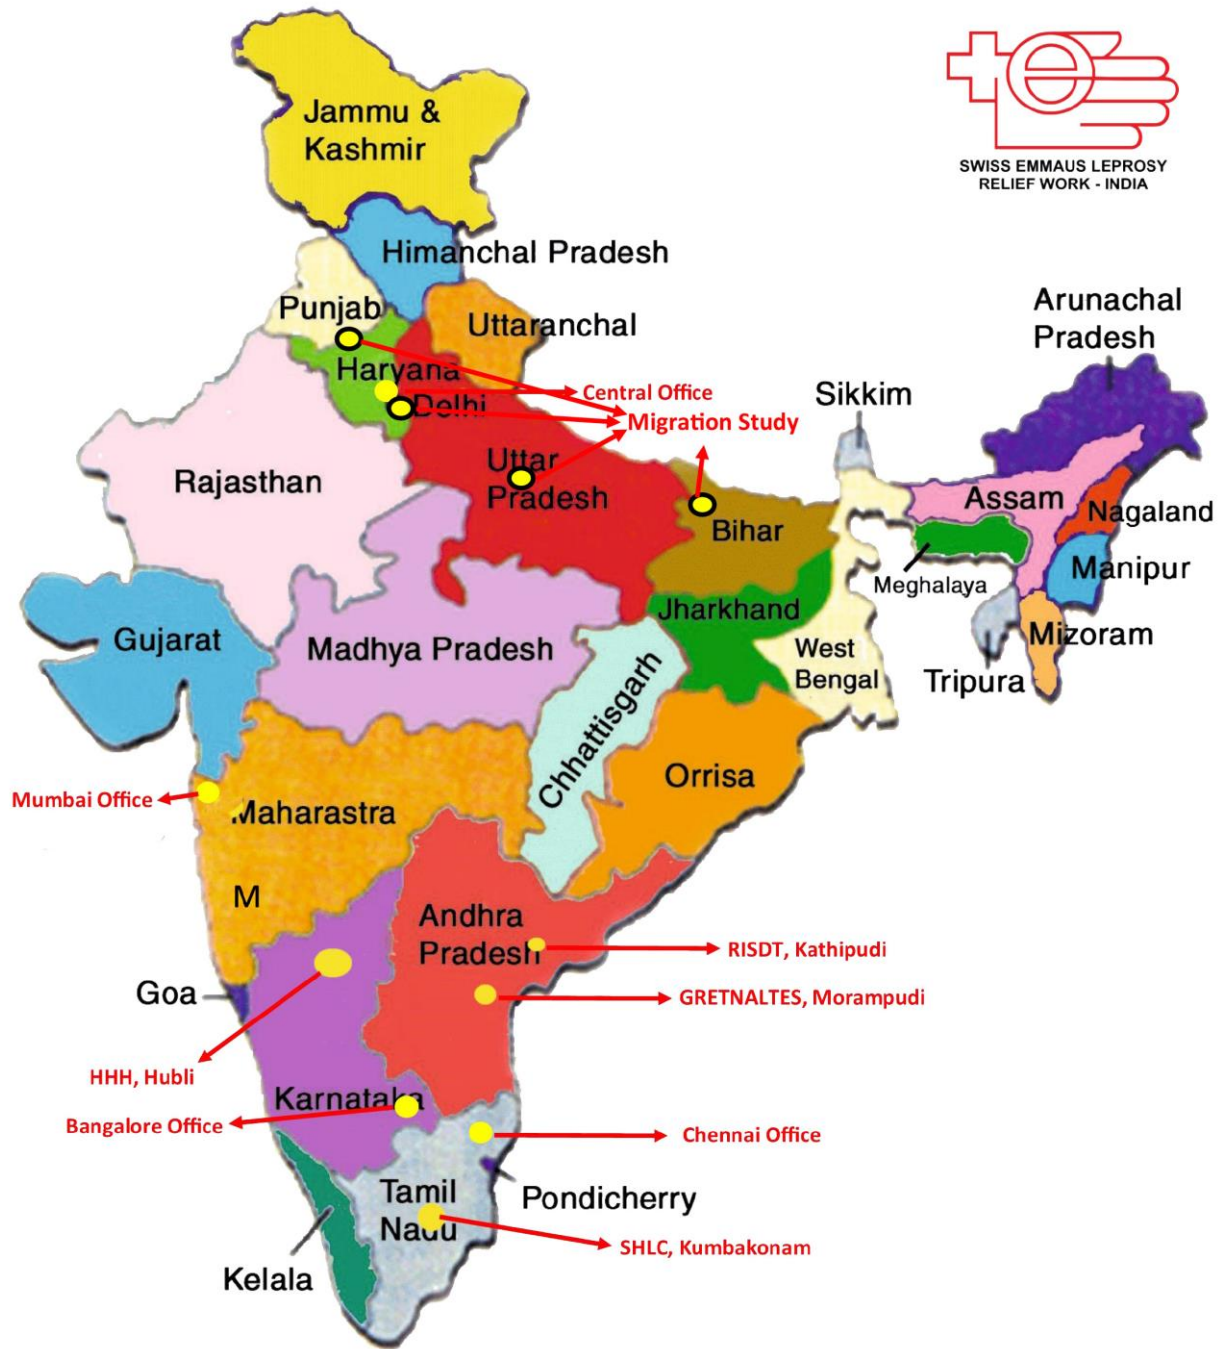 SWISS EMMAUS LEPROSY
RELIEF WORK - INDIA
Jammu &
Kashmir
Himanchal Pradesh
Punjab
Uttaranchal
Arunachal
Pradesh
Haryana
Central Office
Sikkim
Delhi
Migration Study
Uttar
Pradesh
Rajasthan
Assam
Nagaland
Bihar
Meghalaya
Manipur
Jharkhand
Gujarat
Madhya Pradesh
Mizoram
West
Bengal
Tripura
Chhattisgarh
Orrisa
Mumbai Office
Maharastra
M
Andhra
Pradesh
RISDT, Kathipudi
Goa
GRETNALTES, Morampudi
HHH, Hubli
Karnataka
Bangalore Office
Chennai Office
Tamil
Nadu
Pondicherry
SHLC, Kumbakonam
Kelala